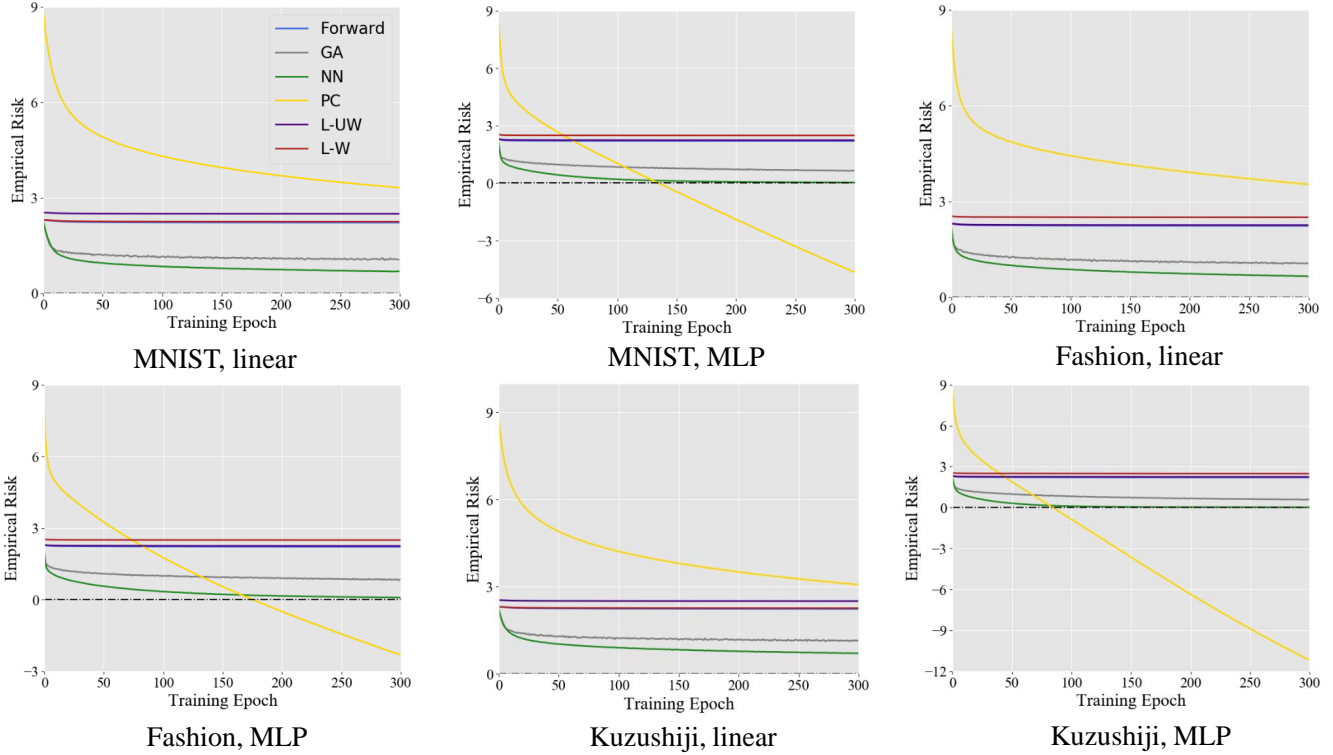 Empirical Risk
9
6
3
0
Forward
GA
NN
PC
L-UW
L-W
0 50 100 150 200 250 300
Training Epoch
MNIST, linear
Empirical Risk
9
6
3
0
−3
−6
0 50 100 150 200 250 300
Training Epoch
MNIST, MLP
Empirical Risk
9
6
3
0
0 50 100 150 200 250 300
Training Epoch
Fashion, linear
Empirical Risk
9
6
3
0
−3
0 50 100 150 200 250 300
Training Epoch
Fashion, MLP
Empirical Risk
9
6
3
0
0 50 100 150 200 250 300
Training Epoch
Kuzushiji, linear
Empirical Risk
9
6
3
0
−3
−6
−9
−12
0 50 100 150 200 250 300
Training Epoch
Kuzushiji, MLP